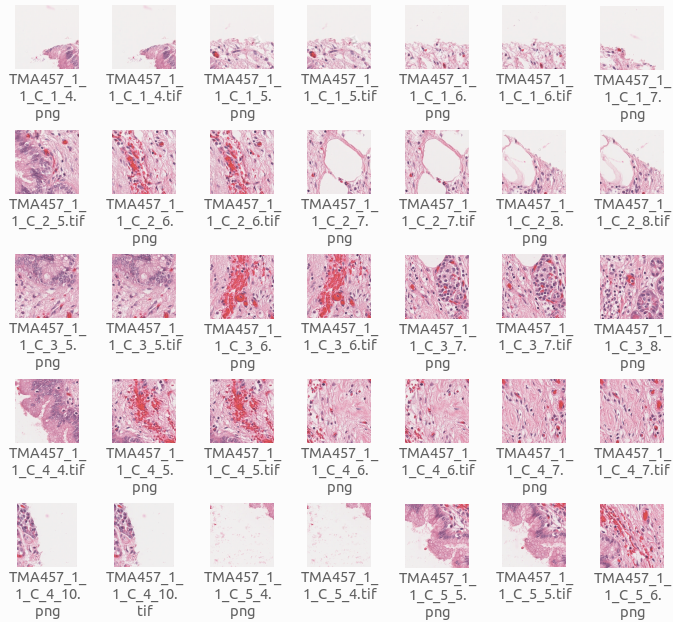 TMA457_1_
1_C_1_4.
png
TMA457_1_
1_C_1_4.tif
TMA457_1_
1_C_1_5.
png
TMA457_1_
1_C_1_5.tif
TMA457_1_
1_C_1_6.
png
TMA457_1_
1_C_1_6.tif
TMA457_1_
1_C_1_7.
png
TMA457_1_
1_C_2_5.tif
TMA457_1_
1_C_2_6.
png
TMA457_1_
1_C_2_6.tif
TMA457_1_
1_C_2_7.
png
TMA457_1_
1_C_2_7.tif
TMA457_1_
1_C_2_8.
png
TMA457_1_
1_C_2_8.tif
TMA457_1_
1_C_3_5.
png
TMA457_1_
1_C_3_5.tif
TMA457_1_
1_C_3_6.
png
TMA457_1_
1_C_3_6.tif
TMA457_1_
1_C_3_7.
png
TMA457_1_
1_C_3_7.tif
TMA457_1_
1_C_3_8.
png
TMA457_1_
1_C_4_4.tif
TMA457_1_
1_C_4_5.
png
TMA457_1_
1_C_4_5.tif
TMA457_1_
1_C_4_6.
png
TMA457_1_
1_C_4_6.tif
TMA457_1_
1_C_4_7.
png
TMA457_1_
1_C_4_7.tif
TMA457_1_
1_C_4_10.
png
TMA457_1_
1_C_4_10.
tif
TMA457_1_
1_C_5_4.
png
TMA457_1_
1_C_5_4.tif
TMA457_1_
1_C_5_5.
png
TMA457_1_
1_C_5_5.tif
TMA457_1_
1_C_5_6.
png